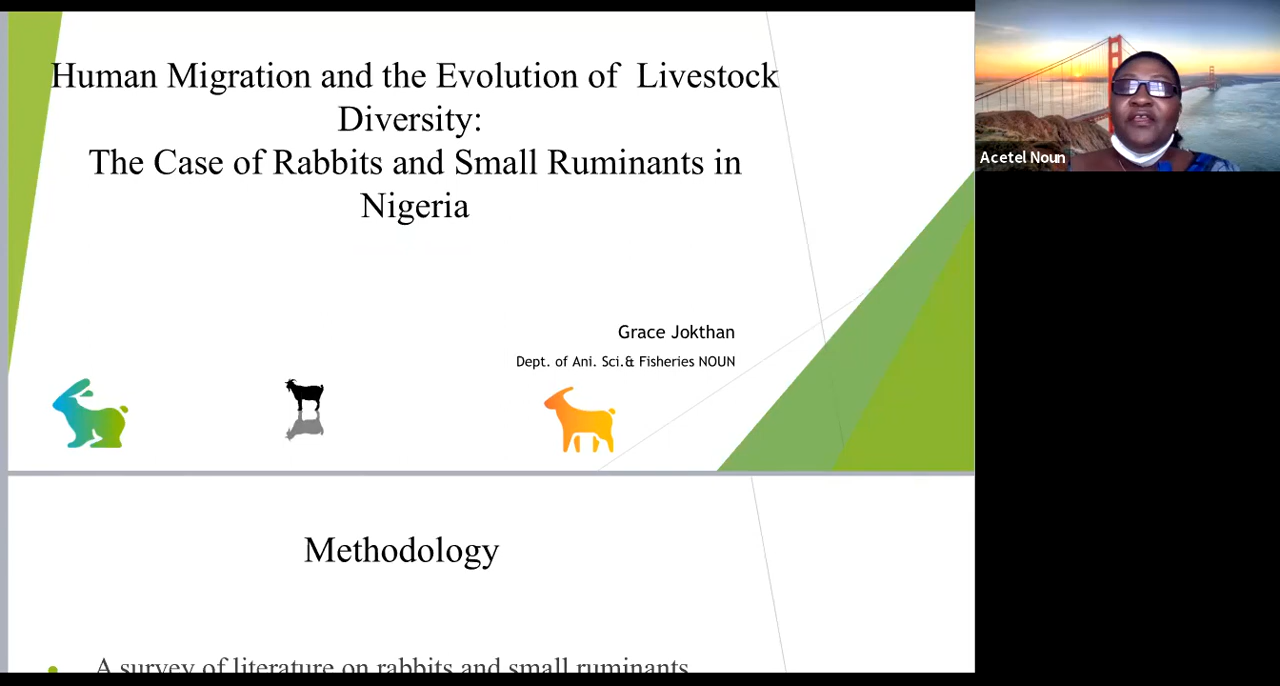 Human Migration and the Evolution of  Livestock
Diversity:
The Case of Rabbits and Small Ruminants in
Nigeria
Grace Jokthan
Dept. of Ani. Sci.& Fisheries NOUN
Acetel Noun
Methodology
A survey of literature on rabbits and small ruminants